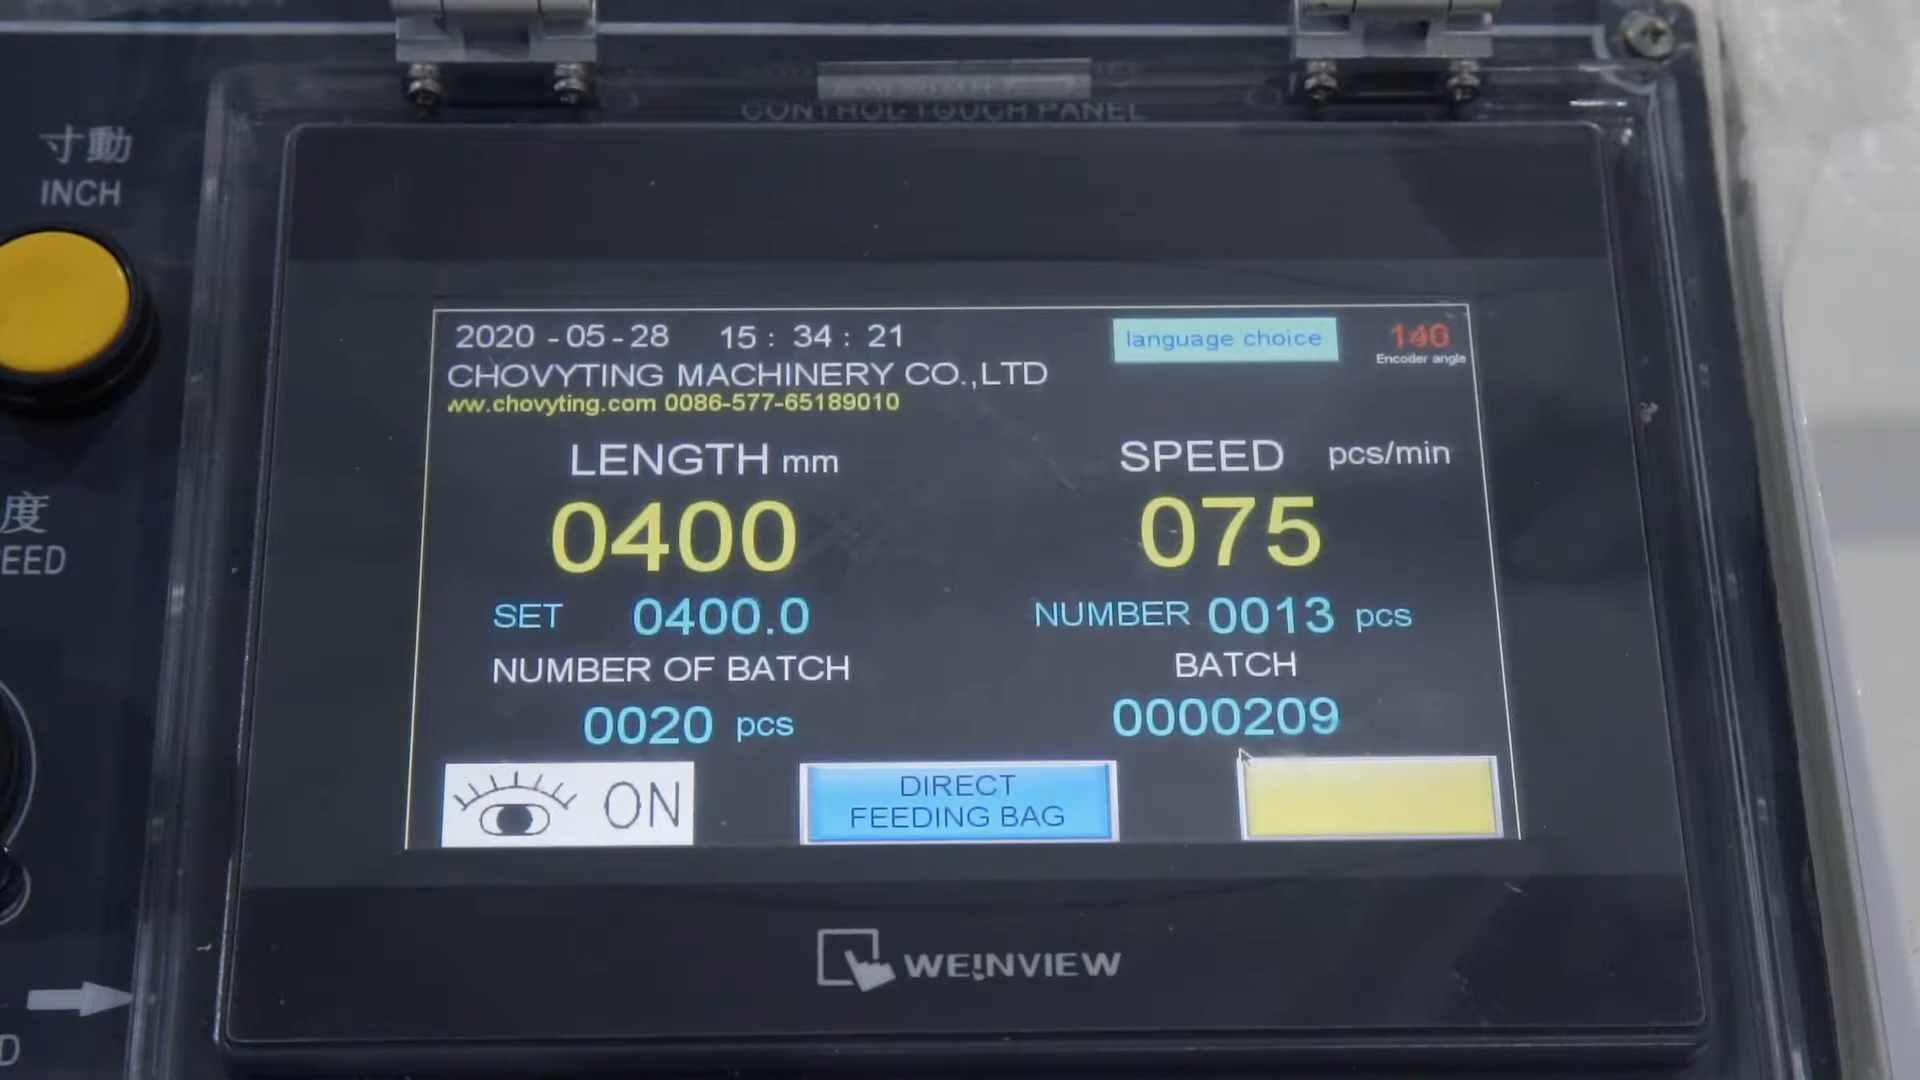 CONTROL TOUCH PANEL
寸動
INCH
2020 -05-28 15: 34: 21
language choice
Encoder angle
CHOVYTING MACHINERY CO.,LTD
ww.chovyting.com 0086-577-65189010
LENGTH mm
SPEED pcs/min
0400
075
SET 0400.0
NUMBER 0013 pcs
NUMBER OF BATCH
BATCH
0020 pcs
0000209
ON
DIRECT
FEEDING BAG
度
EED
WEINVIEW
D